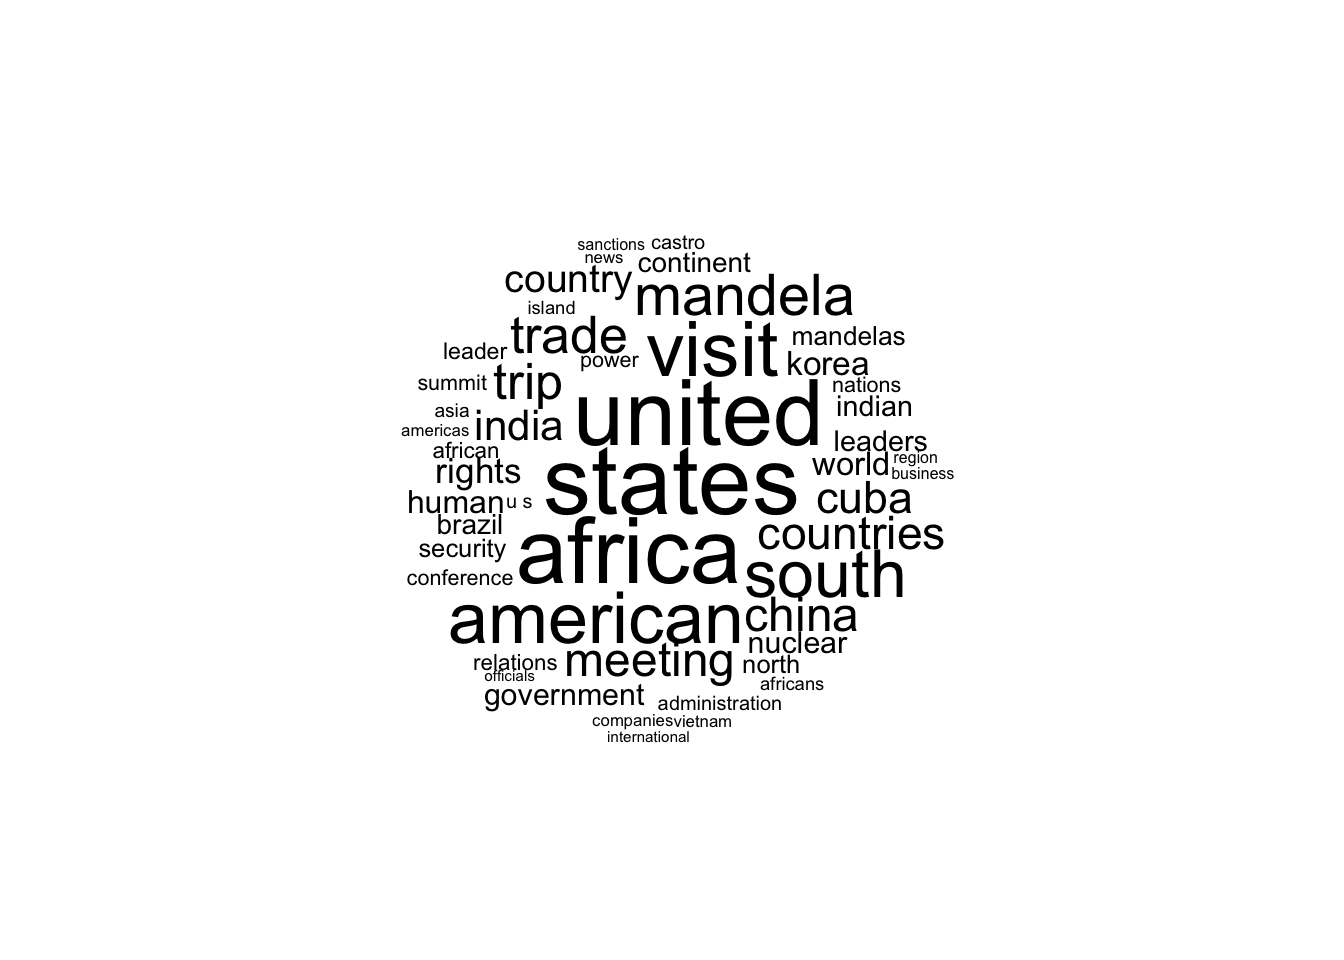 sanctions castro
news continent
country mandela
island
trade visit mandelas
leader power korea
summit trip nations
united indian
asia india
americas leaders
african world region
rights states business
human u s cuba
brazil countries
security africa
conference south
american china
nuclear
relations meeting north
officials africans
government administration
companies vietnam
international